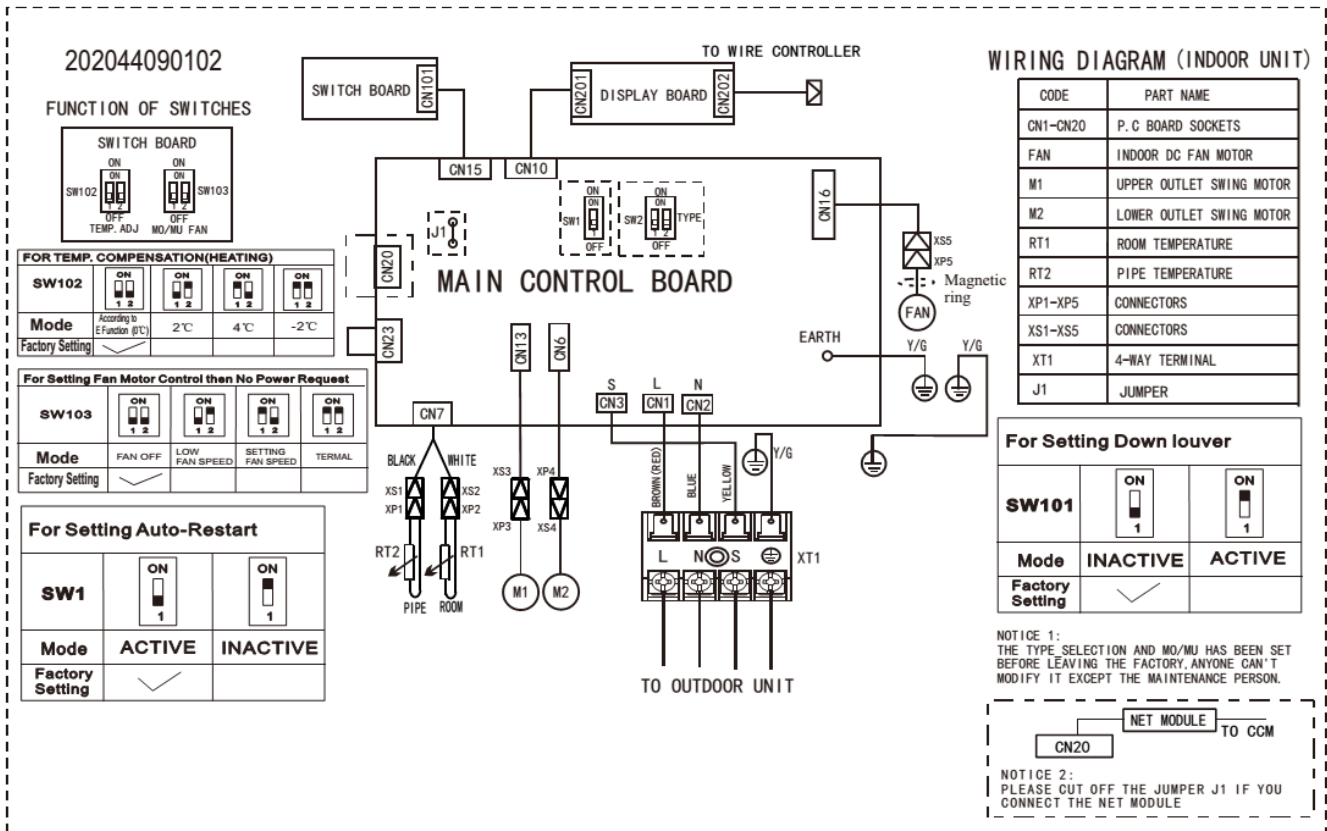 202044090102
FUNCTION OF SWITCHES
SWITCH BOARD
ON ON
ON ON
SW102 SW103
1 2 1 2
OFF OFF
TEMP. ADJ MO/MU FAN
FOR TEMP. COMPENSATION(HEATING)
SW102 ON 1 2 ON 1 2 ON 1 2 ON 1 2
Mode According to E Function (0℃) 2℃ 4℃ -2℃
Factory Setting
For Setting Fan Motor Control then No Power Request
SW103 ON 1 2 ON 1 2 ON 1 2 ON 1 2
Mode FAN OFF LOW FAN SPEED SETTING FAN SPEED TERMAL
Factory Setting
For Setting Auto-Restart
SW1 ON 1 ON 1
Mode ACTIVE INACTIVE
Factory Setting
SWITCH BOARD CN101
TO WIRE CONTROLLER
CN201 DISPLAY BOARD CN202
CN15 CN10
J1
ON
ON
SW1
1
OFF
ON
ON
SW2 TYPE
1 2
OFF
CN16
CN20
MAIN CONTROL BOARD
XS5
XP5
Magnetic
ring
FAN
CN23
CN13
CN6
EARTH
Y/G Y/G
S L N
CN3 CN1 CN2
CN7
BLACK WHITE
XS1 XS2
XP1 XP2
XS3 XP4
XP3 XS4
RT2 RT1
PIPE ROOM
M1 M2
BROWN(RED)
BLUE
YELLOW
Y/G
L N S XT1
TO OUTDOOR UNIT
WIRING DIAGRAM (INDOOR UNIT)
CODE PART NAME
CN1-CN20 P.C BOARD SOCKETS
FAN INDOOR DC FAN MOTOR
M1 UPPER OUTLET SWING MOTOR
M2 LOWER OUTLET SWING MOTOR
RT1 ROOM TEMPERATURE
RT2 PIPE TEMPERATURE
XP1-XP5 CONNECTORS
XS1-XS5 CONNECTORS
XT1 4-WAY TERMINAL
J1 JUMPER
For Setting Down louver
SW101 ON 1 ON 1
Mode INACTIVE ACTIVE
Factory Setting
NOTICE 1:
THE TYPE SELECTION AND MO/MU HAS BEEN SET
BEFORE LEAVING THE FACTORY, ANYONE CAN'T
MODIFY IT EXCEPT THE MAINTENANCE PERSON.
NET MODULE TO CCM
CN20
NOTICE 2:
PLEASE CUT OFF THE JUMPER J1 IF YOU
CONNECT THE NET MODULE